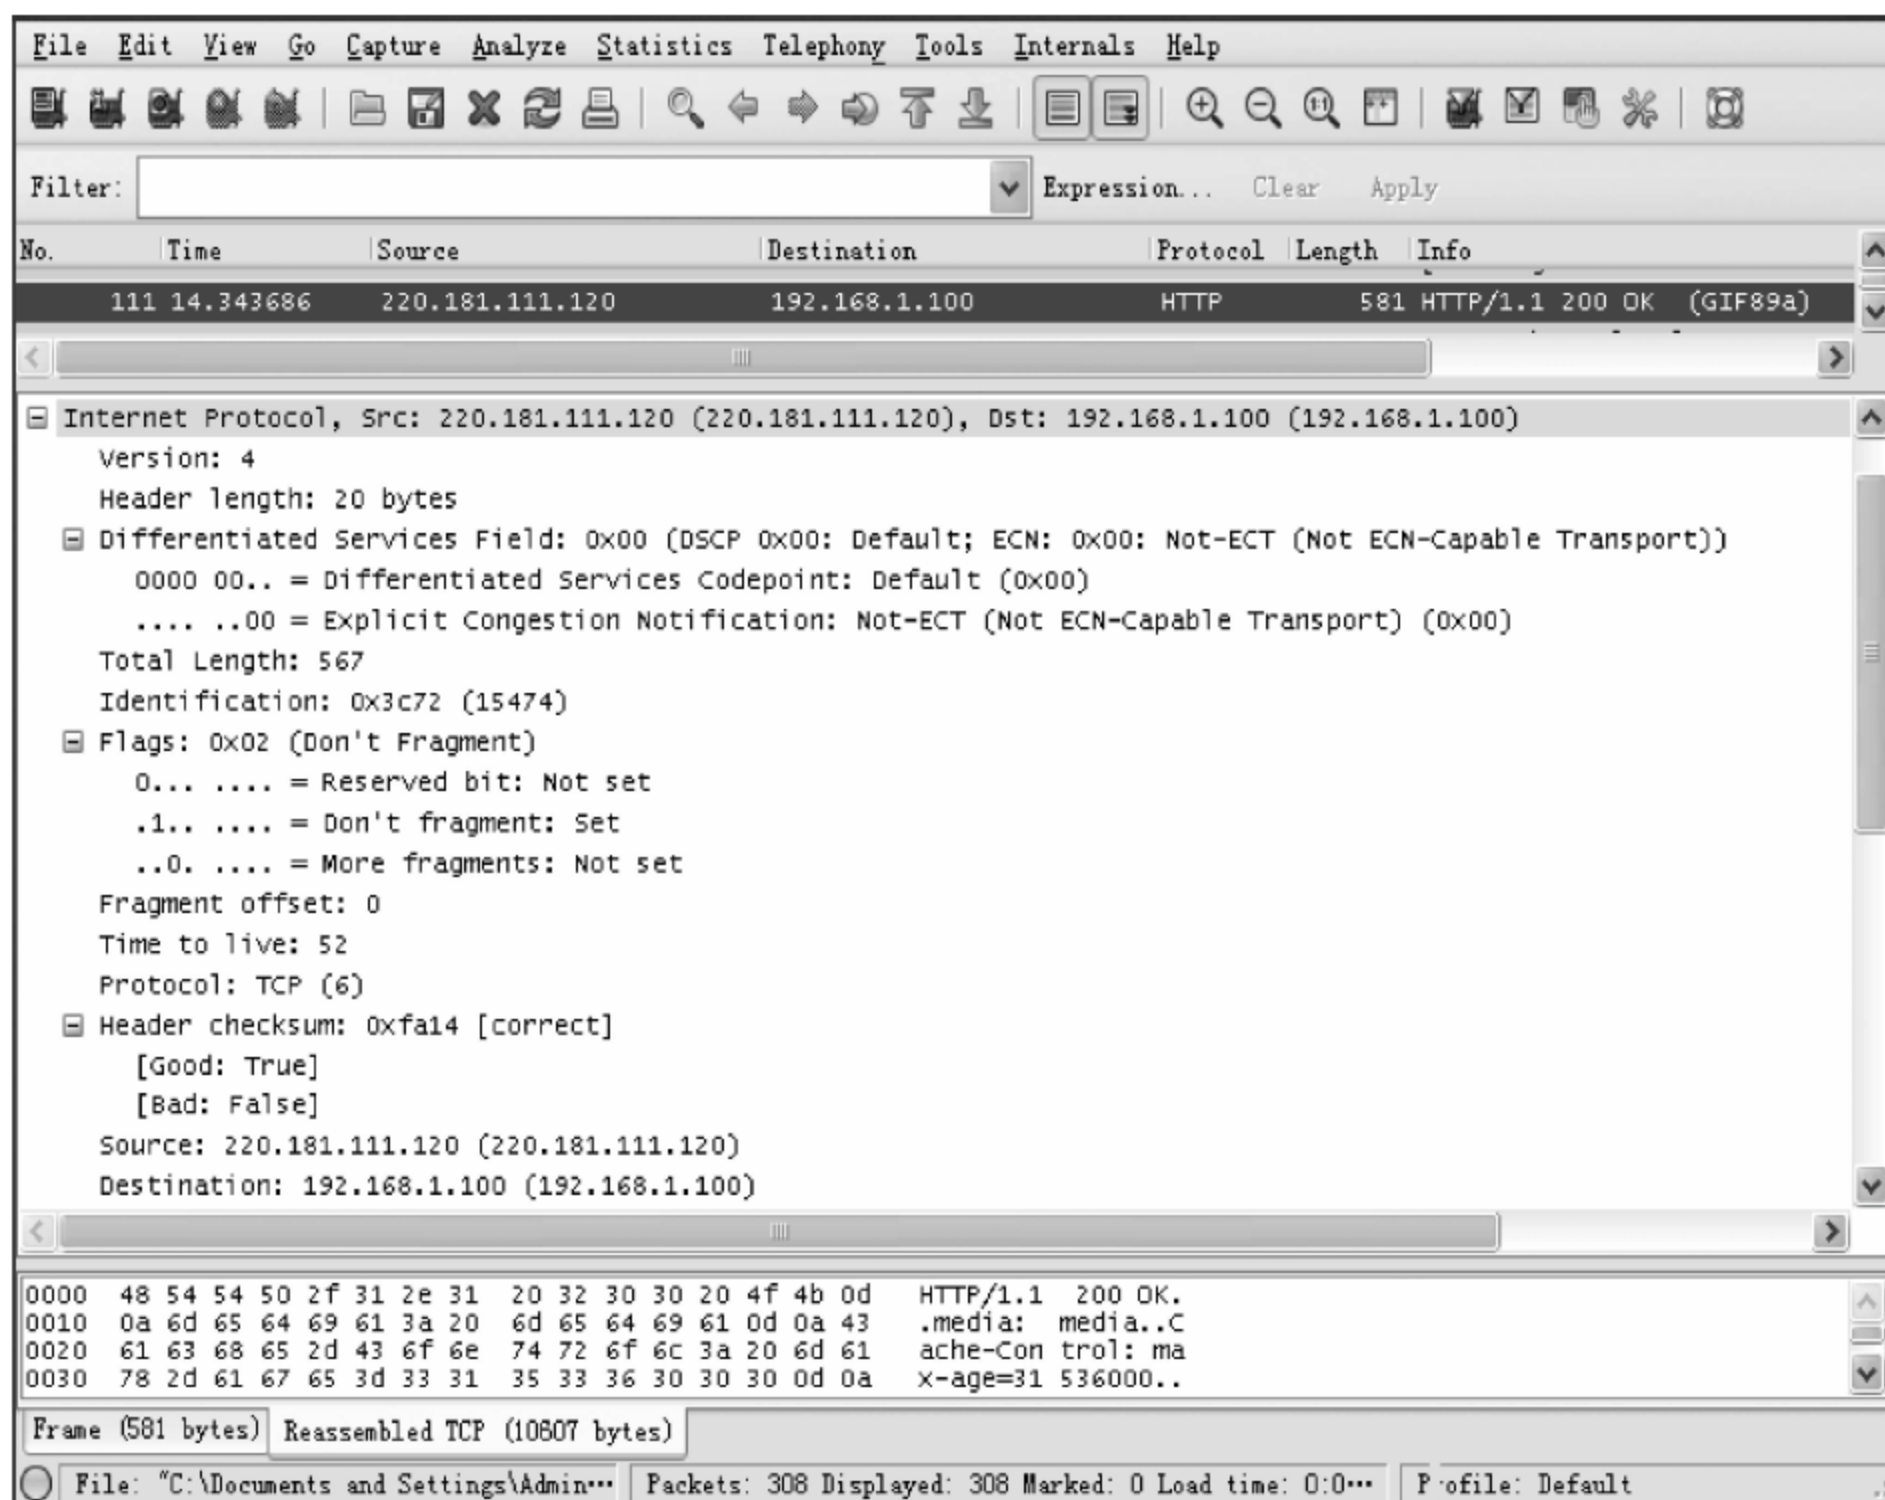 File Edit View Go Capture Analyze Statistics Telephony Tools Internals Help
Filter: Expression... Clear Apply
No. Time Source Destination Protocol Length Info
111 14.343686 220.181.111.120 192.168.1.100 HTTP 581 HTTP/1.1 200 OK (GIF89a)
Internet Protocol, Src: 220.181.111.120 (220.181.111.120), Dst: 192.168.1.100 (192.168.1.100)
Version: 4
Header length: 20 bytes
Differentiated Services Field: 0x00 (DSCP 0x00: Default; ECN: 0x00: Not-ECT (Not ECN-Capable Transport))
0000 00.. = Differentiated Services Codepoint: Default (0x00)
.... ..00 = Explicit Congestion Notification: Not-ECT (Not ECN-Capable Transport) (0x00)
Total Length: 567
Identification: 0x3c72 (15474)
Flags: 0x02 (Don't Fragment)
0... .... = Reserved bit: Not set
.1.. .... = Don't fragment: Set
..0. .... = More fragments: Not set
Fragment offset: 0
Time to live: 52
Protocol: TCP (6)
Header checksum: 0xfa14 [correct]
[Good: True]
[Bad: False]
Source: 220.181.111.120 (220.181.111.120)
Destination: 192.168.1.100 (192.168.1.100)
0000 48 54 54 50 2f 31 2e 31 20 32 30 30 20 4f 4b 0d HTTP/1.1 200 OK.
0010 0a 6d 65 64 69 61 3a 20 6d 65 64 69 61 0d 0a 43 .media: media..C
0020 61 63 68 65 2d 43 6f 6e 74 72 6f 6c 3a 20 6d 61 ache-Con trol: ma
0030 78 2d 61 67 65 3d 33 31 35 33 36 30 30 30 0d 0a x-age=31 536000..
Frame (581 bytes) Reassembled TCP (10607 bytes)
File: "C:\Documents and Settings\Admin... Packets: 308 Displayed: 308 Marked: 0 Load time: 0:0... Profile: Default